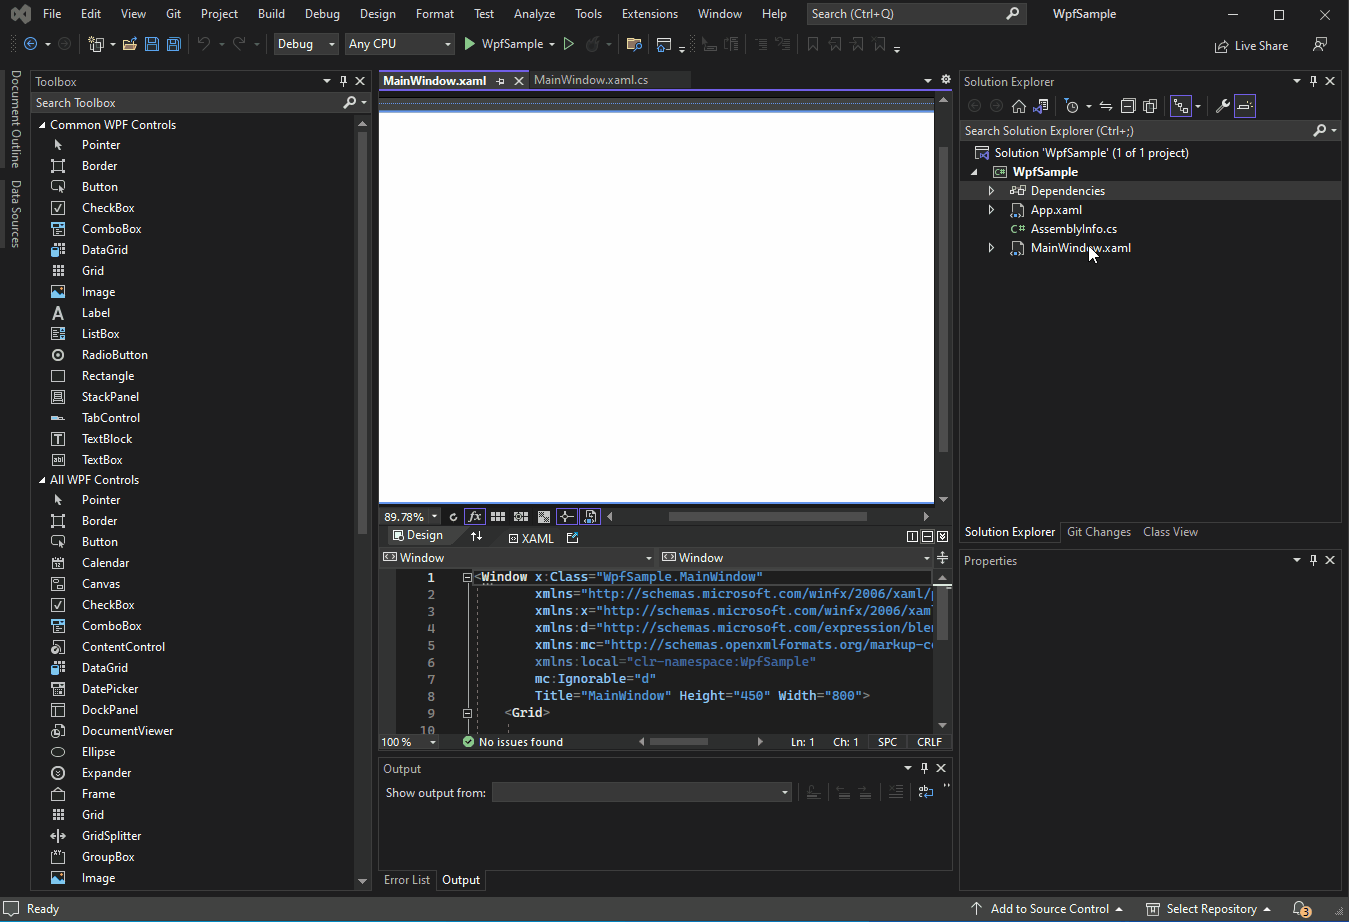 File Edit View Git Project Build Debug Design Format Test Analyze Tools Extensions Window Help Search (Ctrl+Q) WpfSample
Debug Any CPU WpfSample Live Share
Document Outline
Data Sources
Toolbox
Search Toolbox
Common WPF Controls
Pointer
Border
Button
CheckBox
ComboBox
DataGrid
Grid
Image
Label
ListBox
RadioButton
Rectangle
StackPanel
TabControl
TextBlock
TextBox
All WPF Controls
Pointer
Border
Button
Calendar
Canvas
CheckBox
ComboBox
ContentControl
DataGrid
DatePicker
DockPanel
DocumentViewer
Ellipse
Expander
Frame
Grid
GridSplitter
GroupBox
Image
MainWindow.xaml MainWindow.xaml.cs
89.78% fx
Design XAML
Window Window
1 <Window x:Class="WpfSample.MainWindow"
2 xmlns="http://schemas.microsoft.com/winfx/2006/xaml/
3 xmlns:x="http://schemas.microsoft.com/winfx/2006/xam
4 xmlns:d="http://schemas.microsoft.com/expression/ble
5 xmlns:mc="http://schemas.openxmlformats.org/markup-c
6 xmlns:local="clr-namespace:WpfSample"
7 mc:Ignorable="d"
8 Title="MainWindow" Height="450" Width="800">
9 <Grid>
10
100 % No issues found Ln: 1 Ch: 1 SPC CRLF
Output
Show output from:
Error List Output
Solution Explorer
Search Solution Explorer (Ctrl+;)
Solution 'WpfSample' (1 of 1 project)
C# WpfSample
Dependencies
App.xaml
C# AssemblyInfo.cs
MainWindow.xaml
Solution Explorer Git Changes Class View
Properties
Ready Add to Source Control Select Repository 3